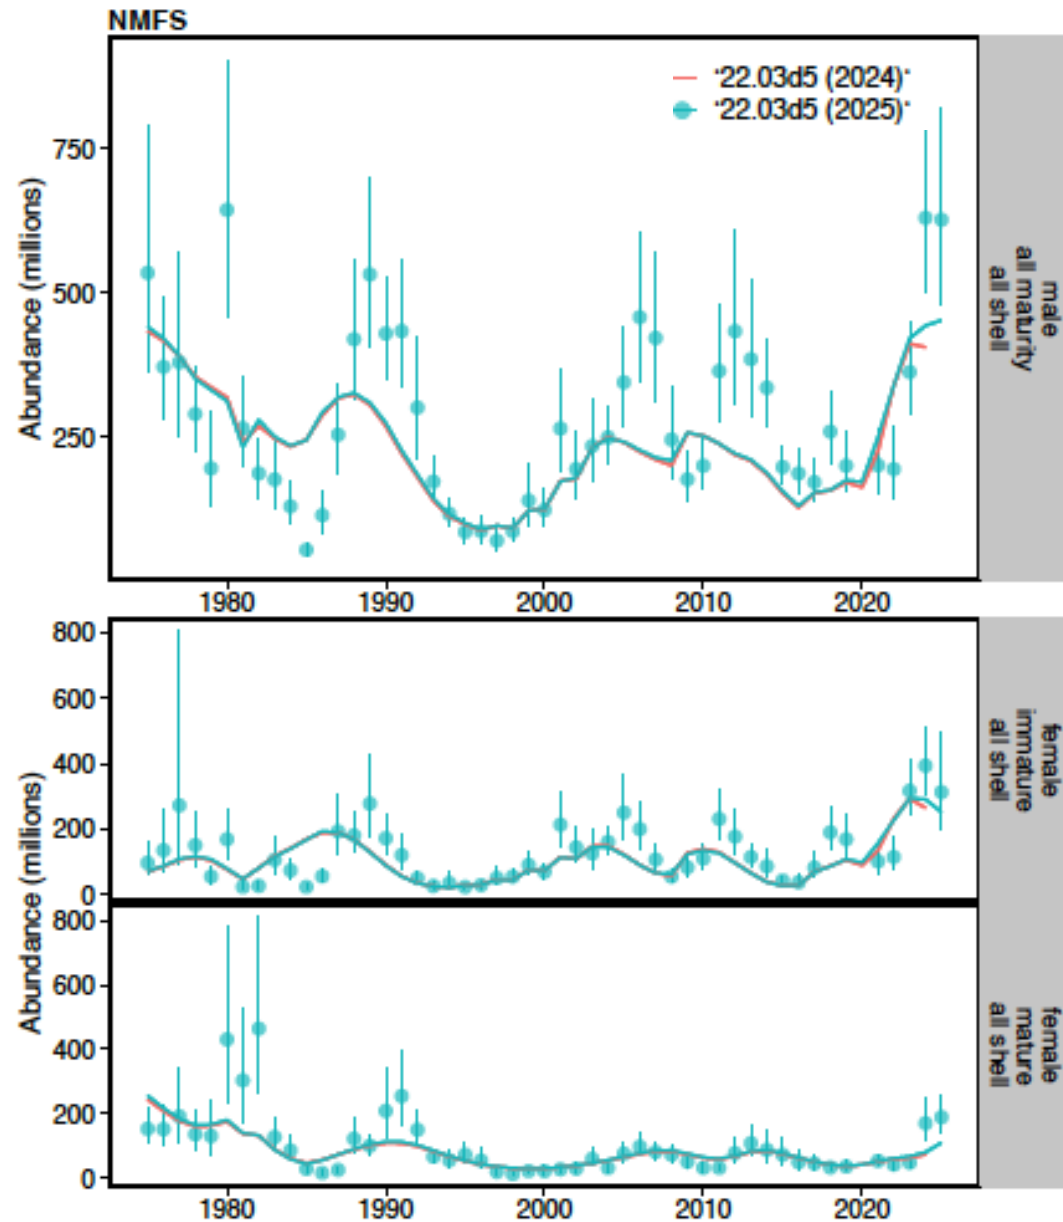 NMFS
'22.03d5 (2024)'
'22.03d5 (2025)'
Abundance (millions)
750
500
250
male
all maturity
all shell
1980
1990
2000
2010
2020
Abundance (millions)
800
600
400
200
0
female
immature
all shell
800
600
400
200
0
female
mature
all shell
1980
1990
2000
2010
2020